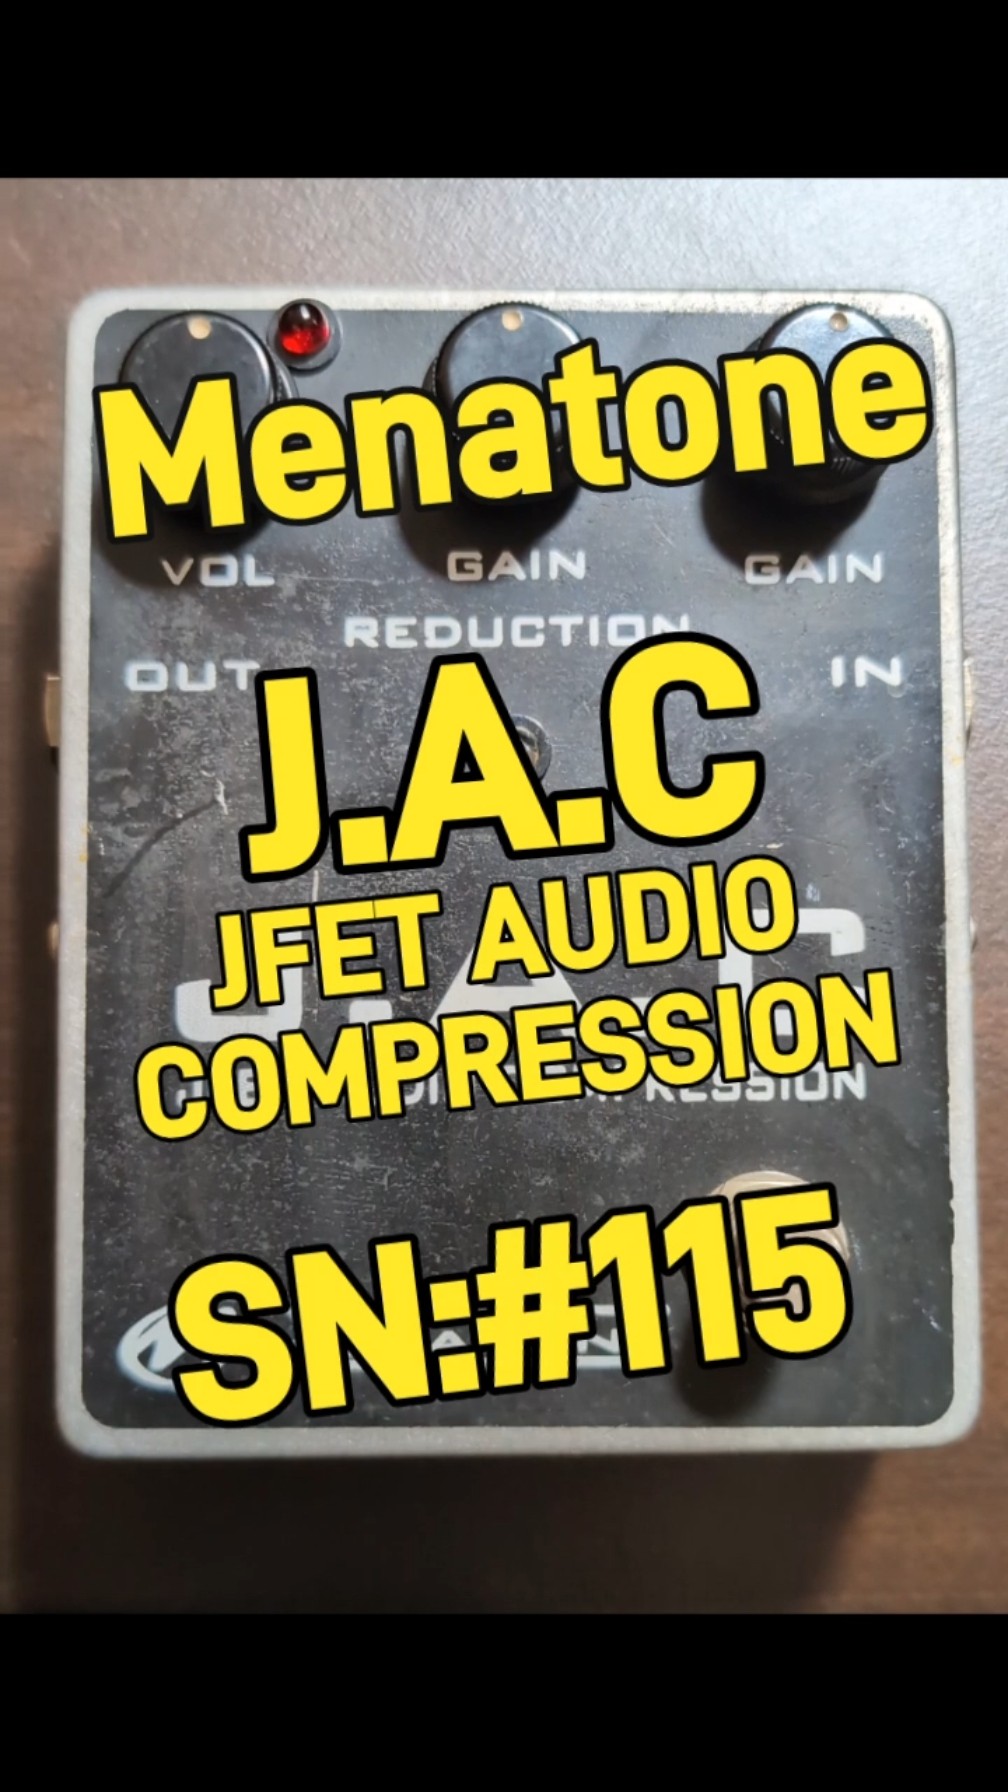 Menatone
VOL GAIN GAIN
REDUCTION
OUT IN
J.A.C
JFET AUDIO
COMPRESSION
SN:#115